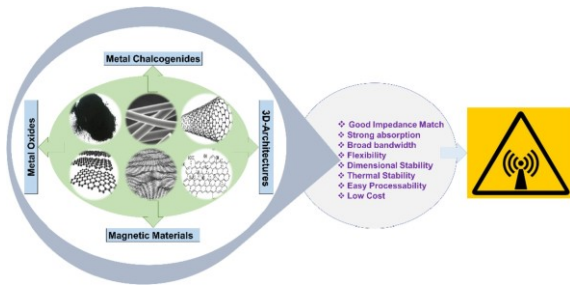 Metal Chalcogenides
Metal Oxides
3D-Architectures
Magnetic Materials
❖ Good Impedance Match
❖ Strong absorption
❖ Broad bandwidth
❖ Flexibility
❖ Dimensional Stability
❖ Thermal Stability
❖ Easy Processability
❖ Low Cost